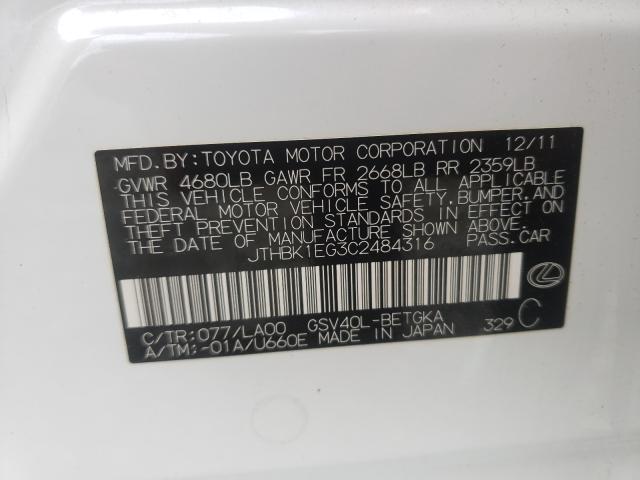 MFD.BY:TOYOTA MOTOR CORPORATION 12/11
GVWR 4680LB GAWR FR 2668LB RR 2359LB
THIS VEHICLE CONFORMS TO ALL APPLICABLE
FEDERAL MOTOR VEHICLE SAFETY,BUMPER,AND
THEFT PREVENTION STANDARDS IN EFFECT ON
THE DATE OF MANUFACTURE SHOWN ABOVE.
JTHBK1EG3C2484316 PASS.CAR
C/TR:077/LA00 GSV40L-BETGKA
A/TM:-01A/U660E MADE IN JAPAN 329 C